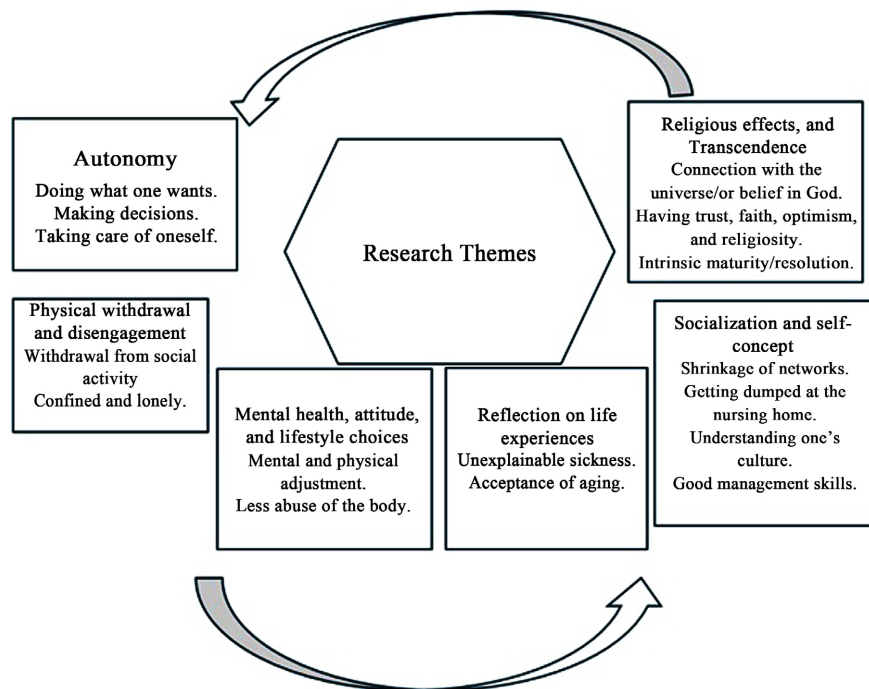 Autonomy
Doing what one wants.
Making decisions.
Taking care of oneself.
Physical withdrawal
and disengagement
Withdrawal from social
activity
Confined and lonely.
Research Themes
Mental health, attitude,
and lifestyle choices
Mental and physical
adjustment.
Less abuse of the body.
Reflection on life
experiences
Unexplainable sickness.
Acceptance of aging.
Religious effects, and
Transcendence
Connection with the
universe/or belief in God.
Having trust, faith, optimism,
and religiosity.
Intrinsic maturity/resolution.
Socialization and self-
concept
Shrinkage of networks.
Getting dumped at the
nursing home.
Understanding one's
culture.
Good management skills.